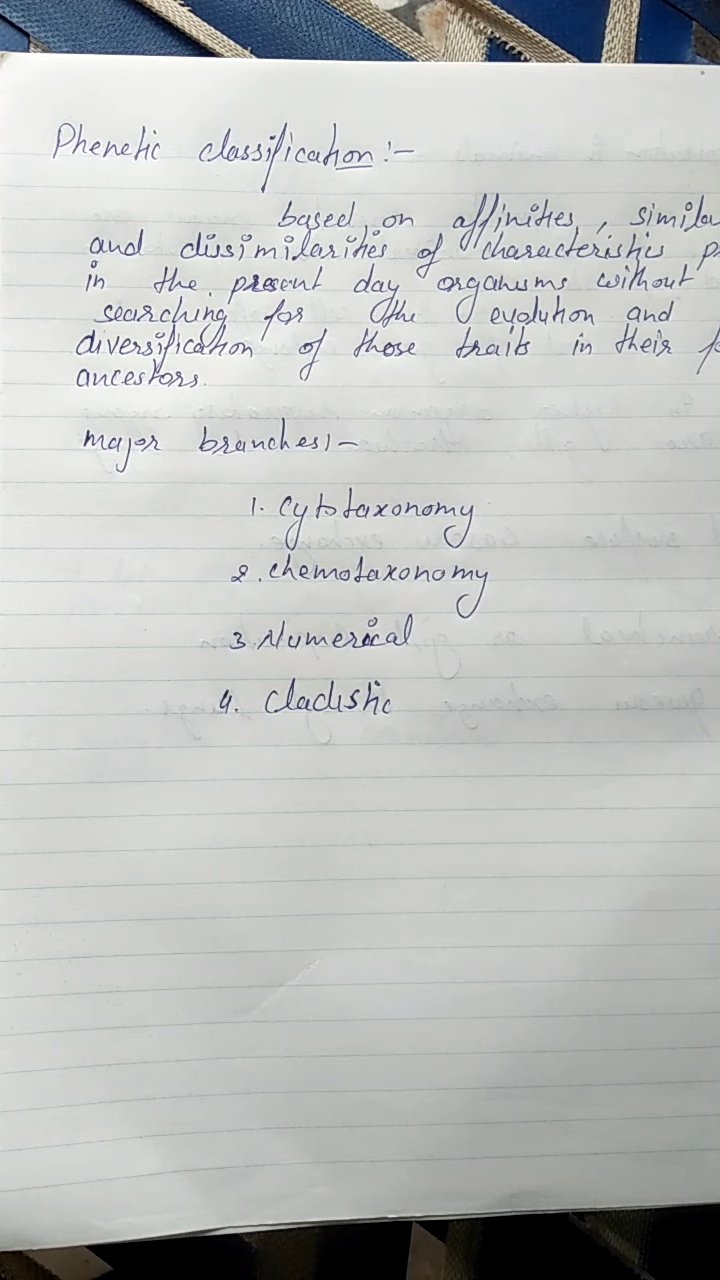 Phenetic classification :-
based on affinities, simila
and dissimilarities of characteristics p
in the present day organisms without
searching for the evolution and
diversification of those traits in their f
ancestors.
major branches:-
1. Cytotaxonomy
2. chemotaxonomy
3. Numerical
4. Cladistic